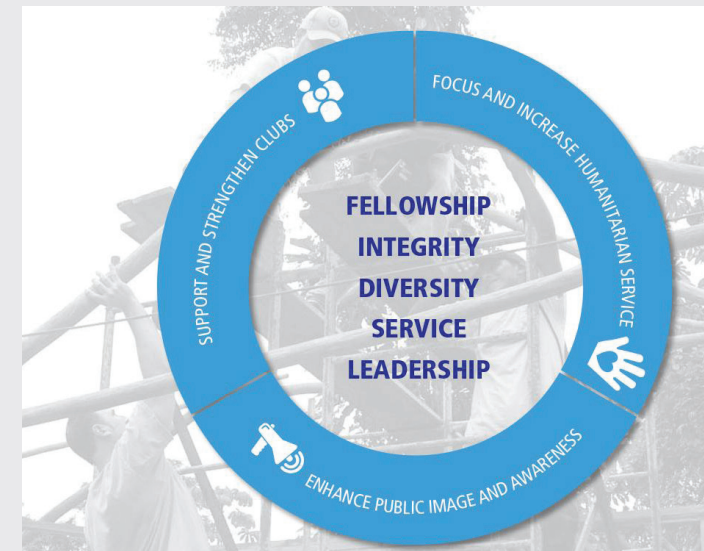 SUPPORT AND STRENGTHEN CLUBS
FOCUS AND INCREASE HUMANITARIAN SERVICE
FELLOWSHIP
INTEGRITY
DIVERSITY
SERVICE
LEADERSHIP
ENHANCE PUBLIC IMAGE AND AWARENESS